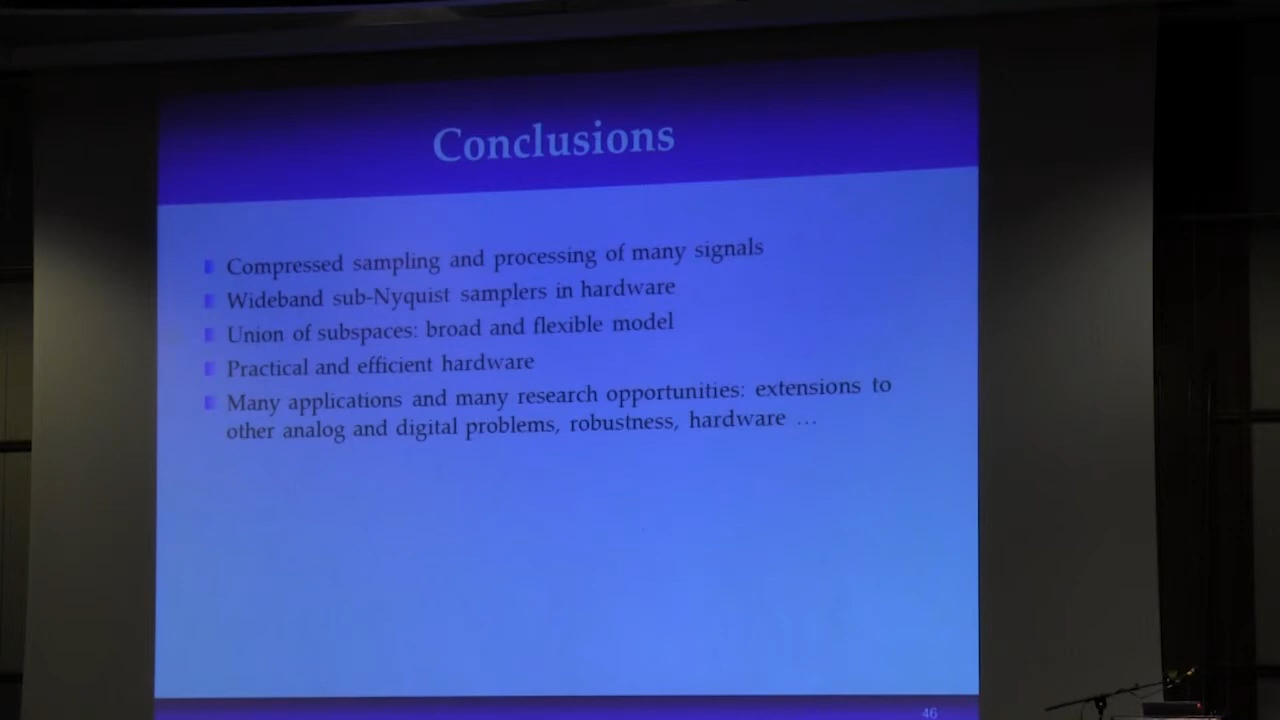 Conclusions
Compressed sampling and processing of many signals
Wideband sub-Nyquist samplers in hardware
Union of subspaces: broad and flexible model
Practical and efficient hardware
Many applications and many research opportunities: extensions to
other analog and digital problems, robustness, hardware …
46